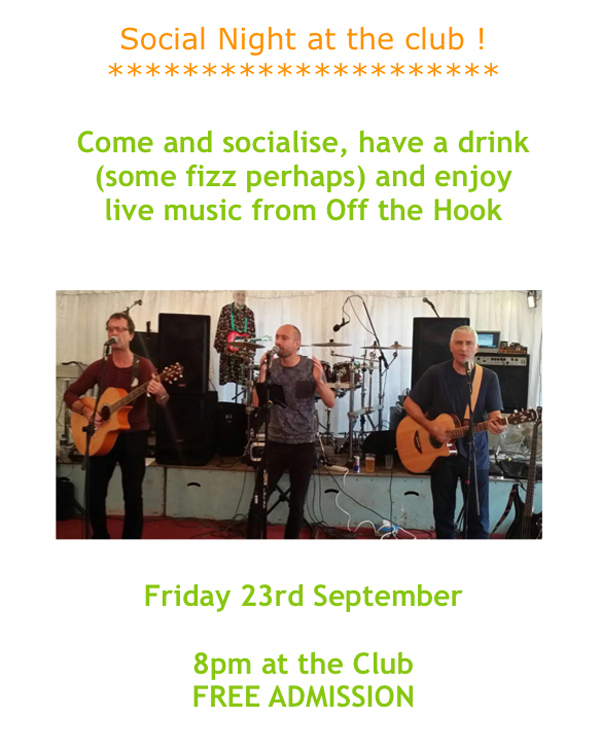 Social Night at the club !
*********************
Come and socialise, have a drink
(some fizz perhaps) and enjoy
live music from Off the Hook
Friday 23rd September
8pm at the Club
FREE ADMISSION